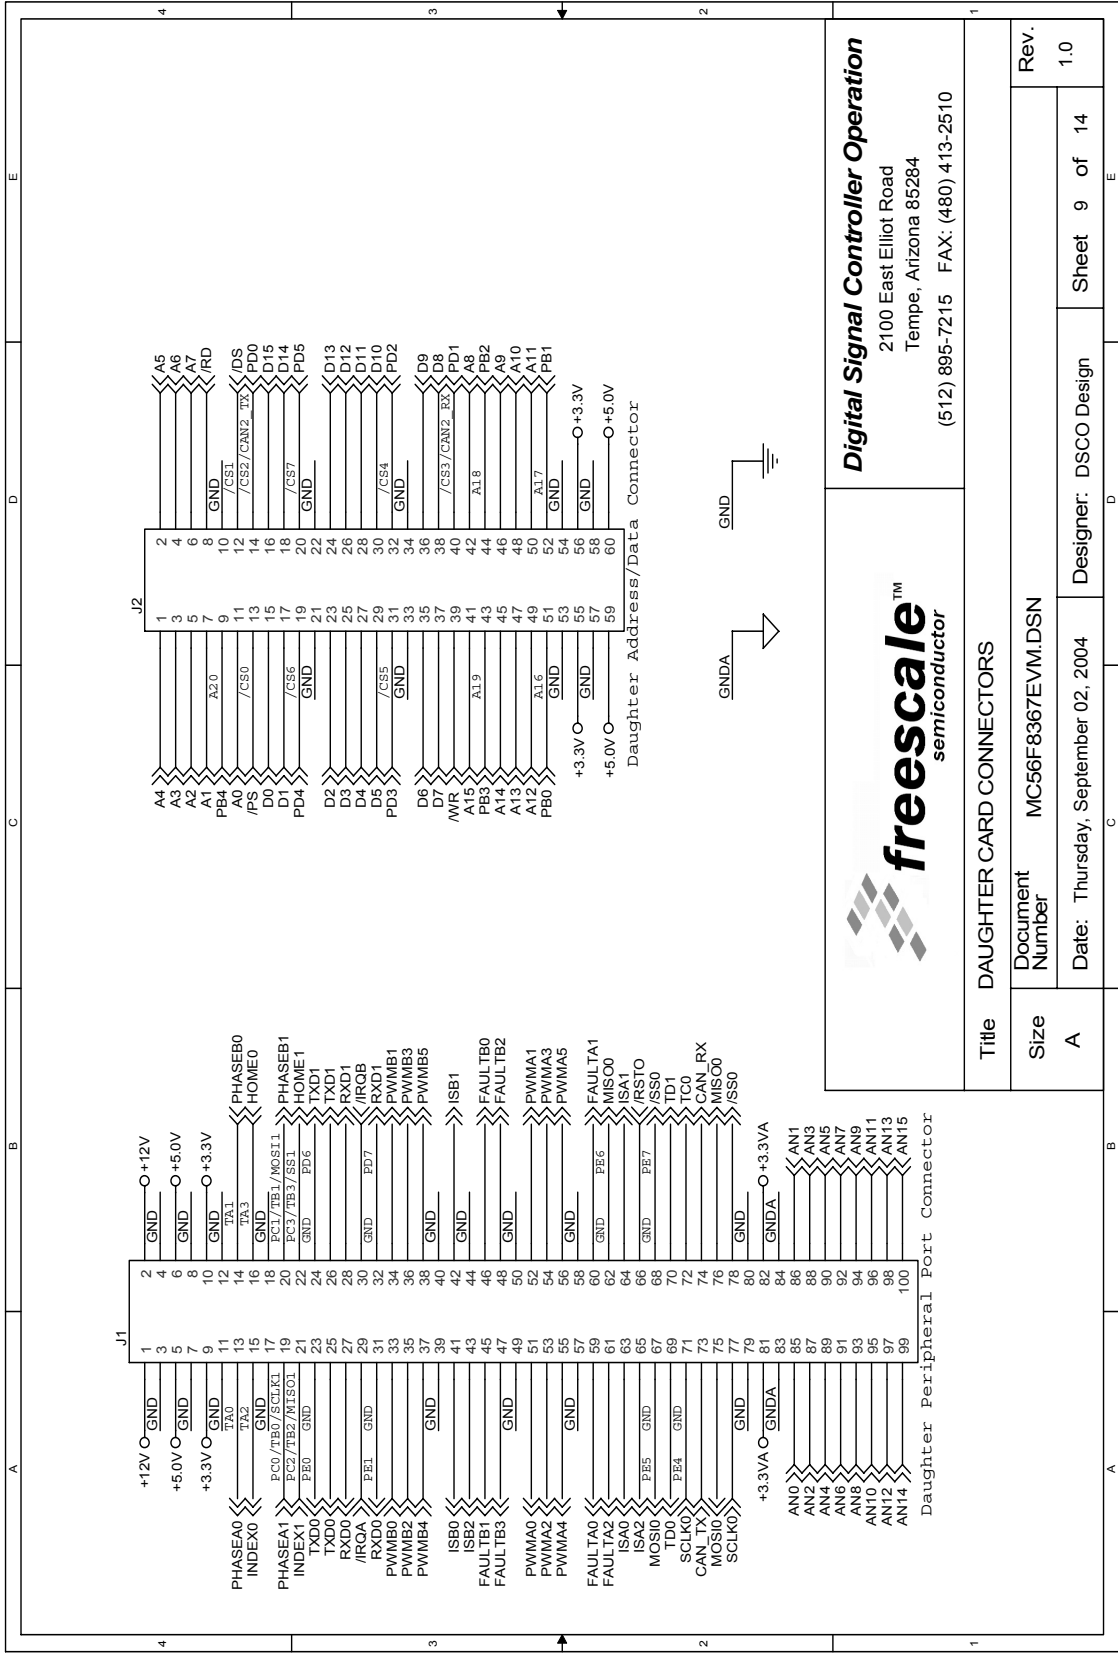 A B C D E
4 3 2 1
J1
+12V 1 2 +12V
GND 3 4 GND
+5.0V 5 6 +5.0V
GND 7 8 GND
+3.3V 9 10 +3.3V
GND 11 12 GND
PHASEA0 TA0 13 14 TA1 PHASEB0
INDEX0 TA2 15 16 TA3 HOME0
GND 17 18 GND
PHASEA1 PC0/TB0/SCLK1 19 20 PC1/TB1/MOSI1 PHASEB1
INDEX1 PC2/TB2/MISO1 21 22 PC3/TB3/SS1 HOME1
TXD0 PE0 GND 23 24 GND PD6 TXD1
TXD0 25 26 TXD1
RXD0 27 28 RXD1
/IRQA 29 30 /IRQB
RXD0 PE1 GND 31 32 GND PD7 RXD1
PWMB0 33 34 PWMB1
PWMB2 35 36 PWMB3
PWMB4 37 38 PWMB5
GND 39 40 GND
ISB0 41 42 ISB1
ISB2 43 44 GND
FAULTB1 45 46 FAULTB0
FAULTB3 47 48 FAULTB2
GND 49 50 GND
PWMA0 51 52 PWMA1
PWMA2 53 54 PWMA3
PWMA4 55 56 PWMA5
GND 57 58 GND
FAULTA0 59 60 FAULTA1
FAULTA2 61 62 GND PE6 MISO0
ISA0 63 64 ISA1
ISA2 65 66 /RSTO
MOSI0 PE5 GND 67 68 GND PE7 /SS0
TD0 PE4 GND 69 70 TD1
SCLK0 71 72 TC0
CAN_TX 73 74 CAN_RX
MOSI0 75 76 MISO0
SCLK0 77 78 /SS0
GND 79 80 GND
+3.3VA 81 82 +3.3VA
GNDA 83 84 GNDA
AN0 85 86 AN1
AN2 87 88 AN3
AN4 89 90 AN5
AN6 91 92 AN7
AN8 93 94 AN9
AN10 95 96 AN11
AN12 97 98 AN13
AN14 99 100 AN15
Daughter Peripheral Port Connector
J2
A4 1 2 A5
A3 3 4 A6
A2 5 6 A7
A1 7 8 /RD
PB4 A20 9 10 GND
A0 11 12 /CS1 /DS
/PS /CS0 13 14 /CS2/CAN2_TX PD0
D0 15 16 D15
D1 17 18 D14
PD4 /CS6 19 20 /CS7 PD5
GND 21 22 GND
D2 23 24 D13
D3 25 26 D12
D4 27 28 D11
D5 29 30 D10
PD3 /CS5 31 32 /CS4 PD2
GND 33 34 GND
D6 35 36 D9
D7 37 38 D8
/WR 39 40 /CS3/CAN2_RX PD1
A15 41 42 A8
PB3 A19 43 44 A18 PB2
A14 45 46 A9
A13 47 48 A10
A12 49 50 A11
PB0 A16 51 52 A17 PB1
GND 53 54 GND
+3.3V 55 56 +3.3V
GND 57 58 GND
+5.0V 59 60 +5.0V
Daughter Address/Data Connector
GNDA
GND
freescale™
semiconductor
Digital Signal Controller Operation
2100 East Elliot Road
Tempe, Arizona 85284
(512) 895-7215 FAX: (480) 413-2510
Title DAUGHTER CARD CONNECTORS
Size A
Document Number MC56F8367EVM.DSN
Rev. 1.0
Date: Thursday, September 02, 2004
Designer: DSCO Design
Sheet 9 of 14
A B C D E
4 3 2 1